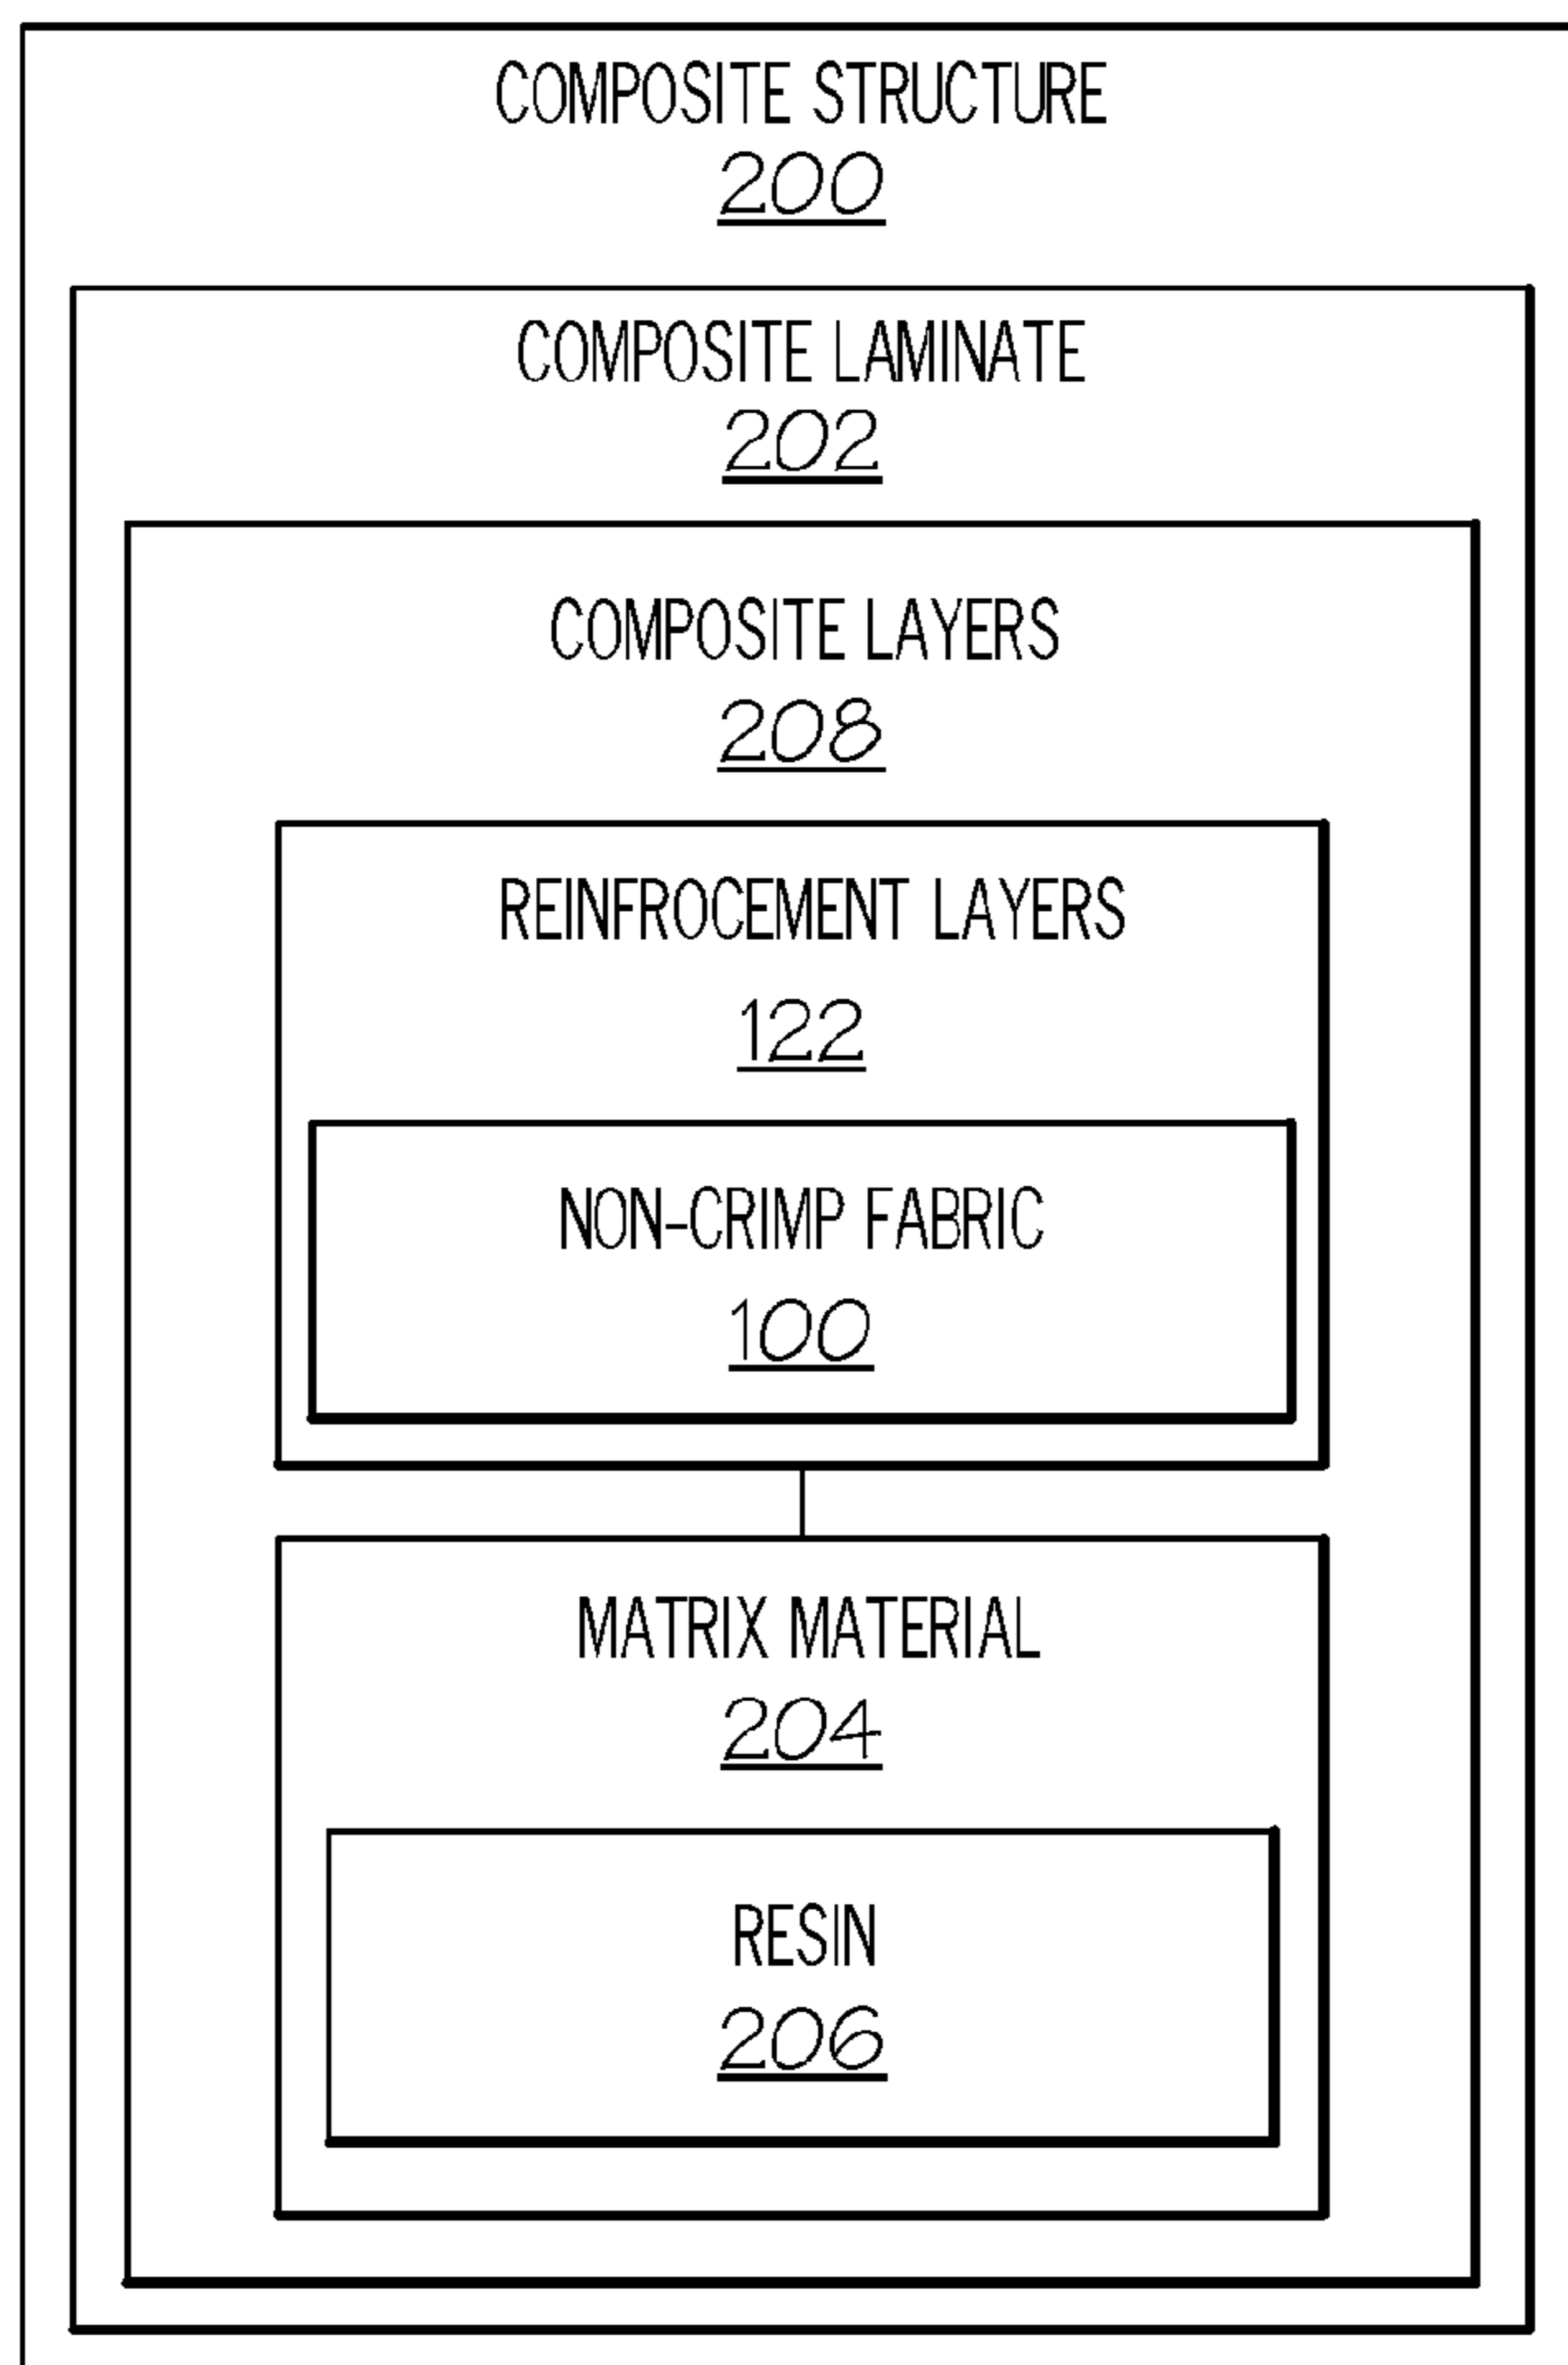 COMPOSITE STRUCTURE
200
COMPOSITE LAMINATE
202
COMPOSITE LAYERS
208
REINFROCEMENT LAYERS
122
NON-CRIMP FABRIC
100
MATRIX MATERIAL
204
RESIN
206